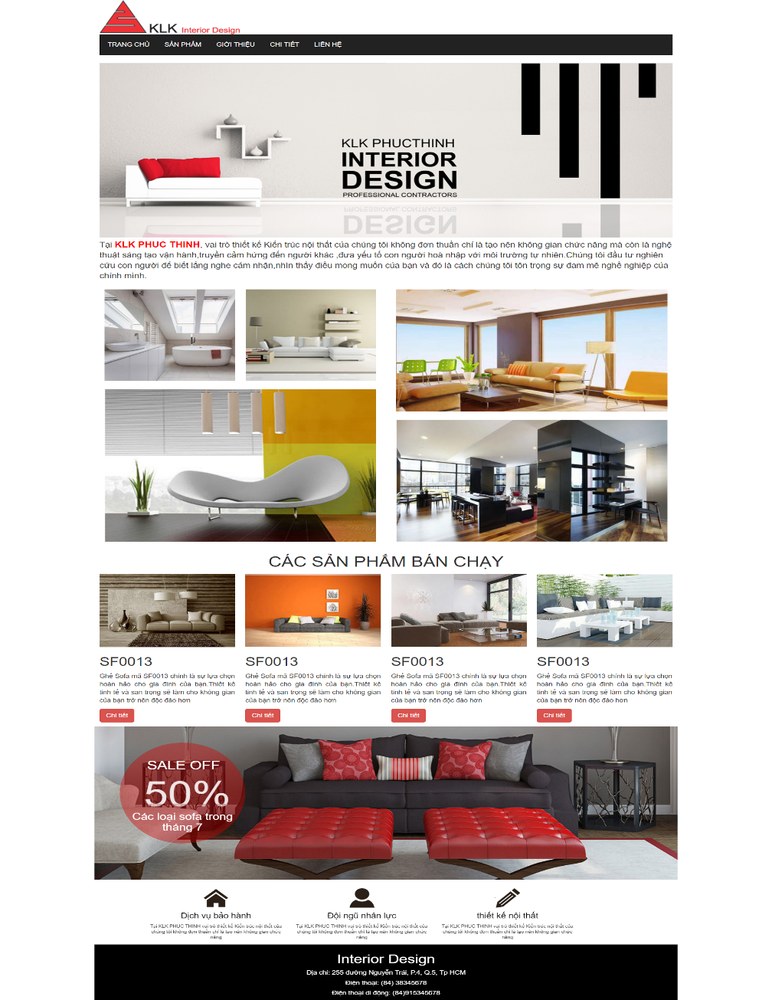 KLK Interior Design
TRANG CHỦ SẢN PHẨM GIỚI THIỆU CHI TIẾT LIÊN HỆ
KLK PHUCTHINH
INTERIOR
DESIGN
PROFESSIONAL CONTRACTORS
Tại KLK PHUC THINH, vai trò thiết kế Kiến trúc nội thất của chúng tôi không đơn thuần chỉ là tạo nên không gian chức năng mà còn là nghệ
thuật sáng tạo vận hành,truyền cảm hứng đến người khác ,đưa yếu tố con người hoà nhập với môi trường tự nhiên.Chúng tôi đầu tư nghiên
cứu con người để biết lắng nghe cảm nhận,nhìn thấy điều mong muốn của bạn và đó là cách chúng tôi tôn trọng sự đam mê nghề nghiệp của
chính mình.
CÁC SẢN PHẨM BÁN CHẠY
SF0013
Ghế Sofa mã SF0013 chính là sự lựa chọn
hoàn hảo cho gia đình của bạn.Thiết kế
tinh tế và san trọng sẽ làm cho không gian
của bạn trở nên độc đáo hơn
Chi tiết
SF0013
Ghế Sofa mã SF0013 chính là sự lựa chọn
hoàn hảo cho gia đình của bạn.Thiết kế
tinh tế và san trọng sẽ làm cho không gian
của bạn trở nên độc đáo hơn
Chi tiết
SF0013
Ghế Sofa mã SF0013 chính là sự lựa chọn
hoàn hảo cho gia đình của bạn.Thiết kế
tinh tế và san trọng sẽ làm cho không gian
của bạn trở nên độc đáo hơn
Chi tiết
SF0013
Ghế Sofa mã SF0013 chính là sự lựa chọn
hoàn hảo cho gia đình của bạn.Thiết kế
tinh tế và san trọng sẽ làm cho không gian
của bạn trở nên độc đáo hơn
Chi tiết
SALE OFF
50%
Các loại sofa trong
tháng 7
Dịch vụ bảo hành
Tại KLK PHUC THINH vai trò thiết kế Kiến trúc nội thất của
chúng tôi không đơn thuần chỉ là tạo nên không gian chức
năng
Đội ngũ nhân lực
Tại KLK PHUC THINH vai trò thiết kế Kiến trúc nội thất của
chúng tôi không đơn thuần chỉ là tạo nên không gian chức
năng
thiết kế nội thất
Tại KLK PHUC THINH vai trò thiết kế Kiến trúc nội thất của
chúng tôi không đơn thuần chỉ là tạo nên không gian chức
năng
Interior Design
Địa chỉ: 255 đường Nguyễn Trãi, P.4, Q.5, Tp HCM
Điện thoại: (84) 38345678
Điện thoại di động: (84)915345678